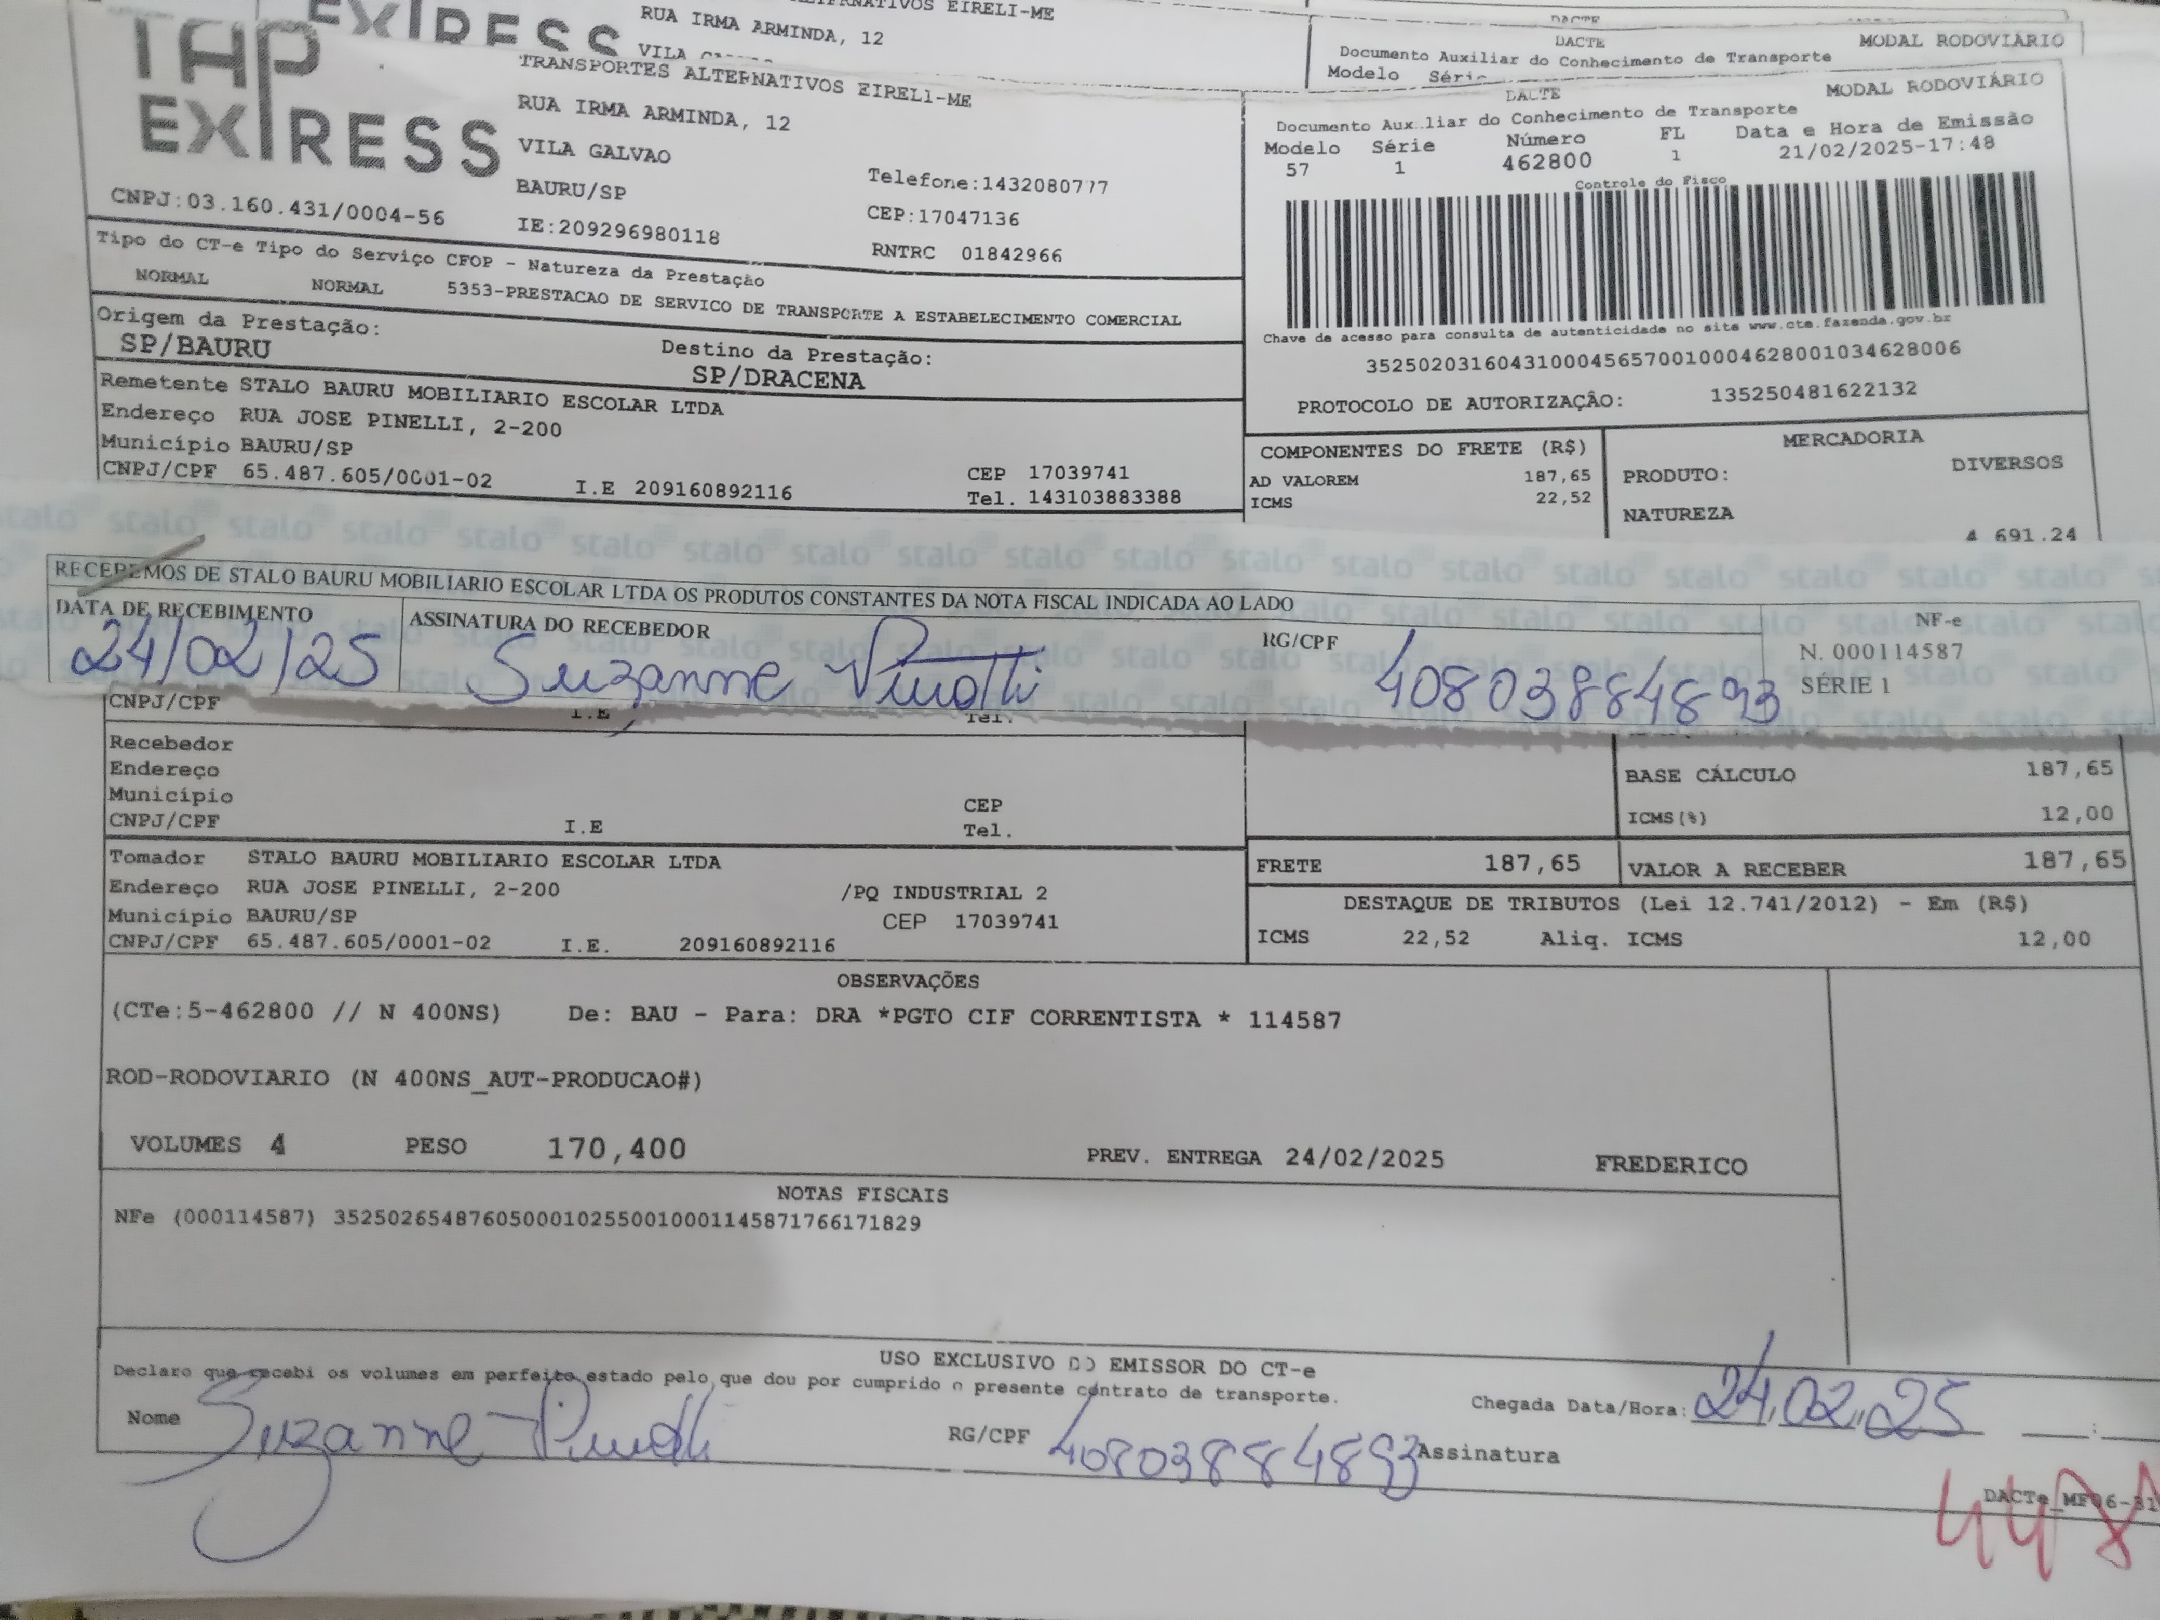 EIRELI-ME
RUA IRMA ARMINDA, 12
DACTE
DACTE
MODAL RODOVIÁRIO
Documento Auxiliar do Conhecimento de Transporte
Modelo Série
TAP EXPRESS
TRANSPORTES ALTERNATIVOS EIRELI-ME
RUA IRMA ARMINDA, 12
VILA GALVAO
BAURU/SP
IE:209296980118
CNPJ:03.160.431/0004-56
Telefone:1432080777
CEP:17047136
RNTRC 01842966
DACTE
MODAL RODOVIÁRIO
Documento Auxiliar do Conhecimento de Transporte
Modelo Série Número FL Data e Hora de Emissão
57 1 462800 1 21/02/2025-17:48
Controle do Fisco
Chave de acesso para consulta de autenticidade no site www.cte.fazenda.gov.br
35250203160431000456570010004628001034628006
PROTOCOLO DE AUTORIZAÇÃO: 135250481622132
Tipo do CT-e Tipo do Serviço CFOP - Natureza da Prestação
NORMAL NORMAL 5353-PRESTACAO DE SERVICO DE TRANSPORTE A ESTABELECIMENTO COMERCIAL
Origem da Prestação:
SP/BAURU
Destino da Prestação:
SP/DRACENA
Remetente STALO BAURU MOBILIARIO ESCOLAR LTDA
Endereço RUA JOSE PINELLI, 2-200
Município BAURU/SP
CEP 17039741
CNPJ/CPF 65.487.605/0001-02 I.E 209160892116 Tel. 143103883388
COMPONENTES DO FRETE (R$)
AD VALOREM 187,65
ICMS 22,52
MERCADORIA
PRODUTO: DIVERSOS
NATUREZA
4 691.24
RECEBEMOS DE STALO BAURU MOBILIARIO ESCOLAR LTDA OS PRODUTOS CONSTANTES DA NOTA FISCAL INDICADA AO LADO
DATA DE RECEBIMENTO
24/02/25
ASSINATURA DO RECEBEDOR
Suzanne Pinotti
RG/CPF
40803884893
NF-e
N. 000114587
SÉRIE 1
CNPJ/CPF I.E Tel.
Recebedor
Endereço
Município CEP
CNPJ/CPF I.E Tel.
BASE CÁLCULO 187,65
ICMS(%) 12,00
Tomador STALO BAURU MOBILIARIO ESCOLAR LTDA
Endereço RUA JOSE PINELLI, 2-200 /PQ INDUSTRIAL 2
Município BAURU/SP CEP 17039741
CNPJ/CPF 65.487.605/0001-02 I.E. 209160892116
FRETE 187,65 VALOR A RECEBER 187,65
DESTAQUE DE TRIBUTOS (Lei 12.741/2012) - Em (R$)
ICMS 22,52 Aliq. ICMS 12,00
OBSERVAÇÕES
(CTe:5-462800 // N 400NS) De: BAU - Para: DRA *PGTO CIF CORRENTISTA * 114587
ROD-RODOVIARIO (N 400NS_AUT-PRODUCAO#)
VOLUMES 4 PESO 170,400 PREV. ENTREGA 24/02/2025 FREDERICO
NOTAS FISCAIS
NFe (000114587) 35250265487605000102550010001145871766171829
USO EXCLUSIVO DO EMISSOR DO CT-e
Declaro que recebi os volumes em perfeito estado pelo que dou por cumprido o presente contrato de transporte.
Nome Suzanne Pinotti RG/CPF 40803884893 Assinatura
Chegada Data/Hora: 24.02.25